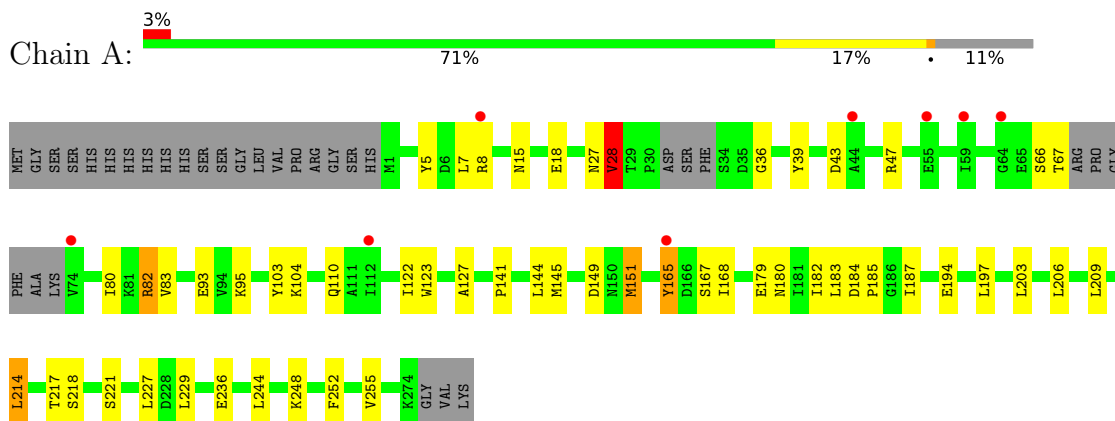 3%
Chain A:
71% 17% • 11%
MET GLY SER SER HIS HIS HIS HIS HIS HIS SER SER GLY LEU VAL PRO ARG GLY SER HIS M1 Y5 D6 L7 R8 N15 E18 N27 V28 T29 P30 ASP SER PHE S34 D35 G36 Y39 D43 A44 R47 E55 I59 G64 E65 S66 T67 ARG PRO GLY
PHE ALA LYS V74 I80 K81 R82 V83 E93 V94 K95 Y103 K104 Q110 A111 I112 I122 W123 A127 P141 L144 M145 D149 N150 M151 Y165 D166 S167 I168 E179 N180 I181 I182 L183 D184 P185 G186 I187 E194 L197 L203 L206 L209
L214 T217 S218 S221 L227 D228 L229 E236 L244 K248 F252 V255 K274 GLY VAL LYS